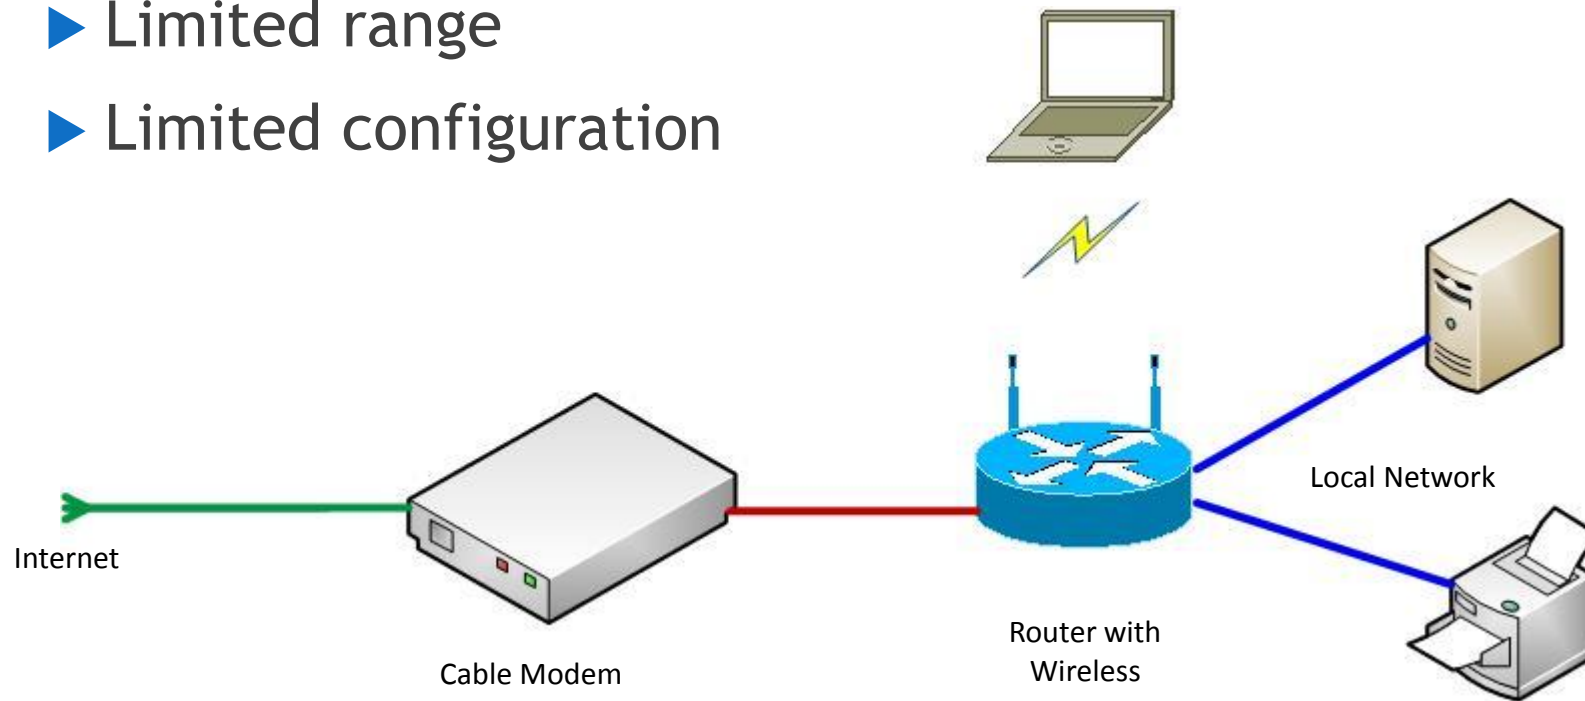 Limited range
Limited configuration
Local Network
Internet
Router with
Wireless
Cable Modem